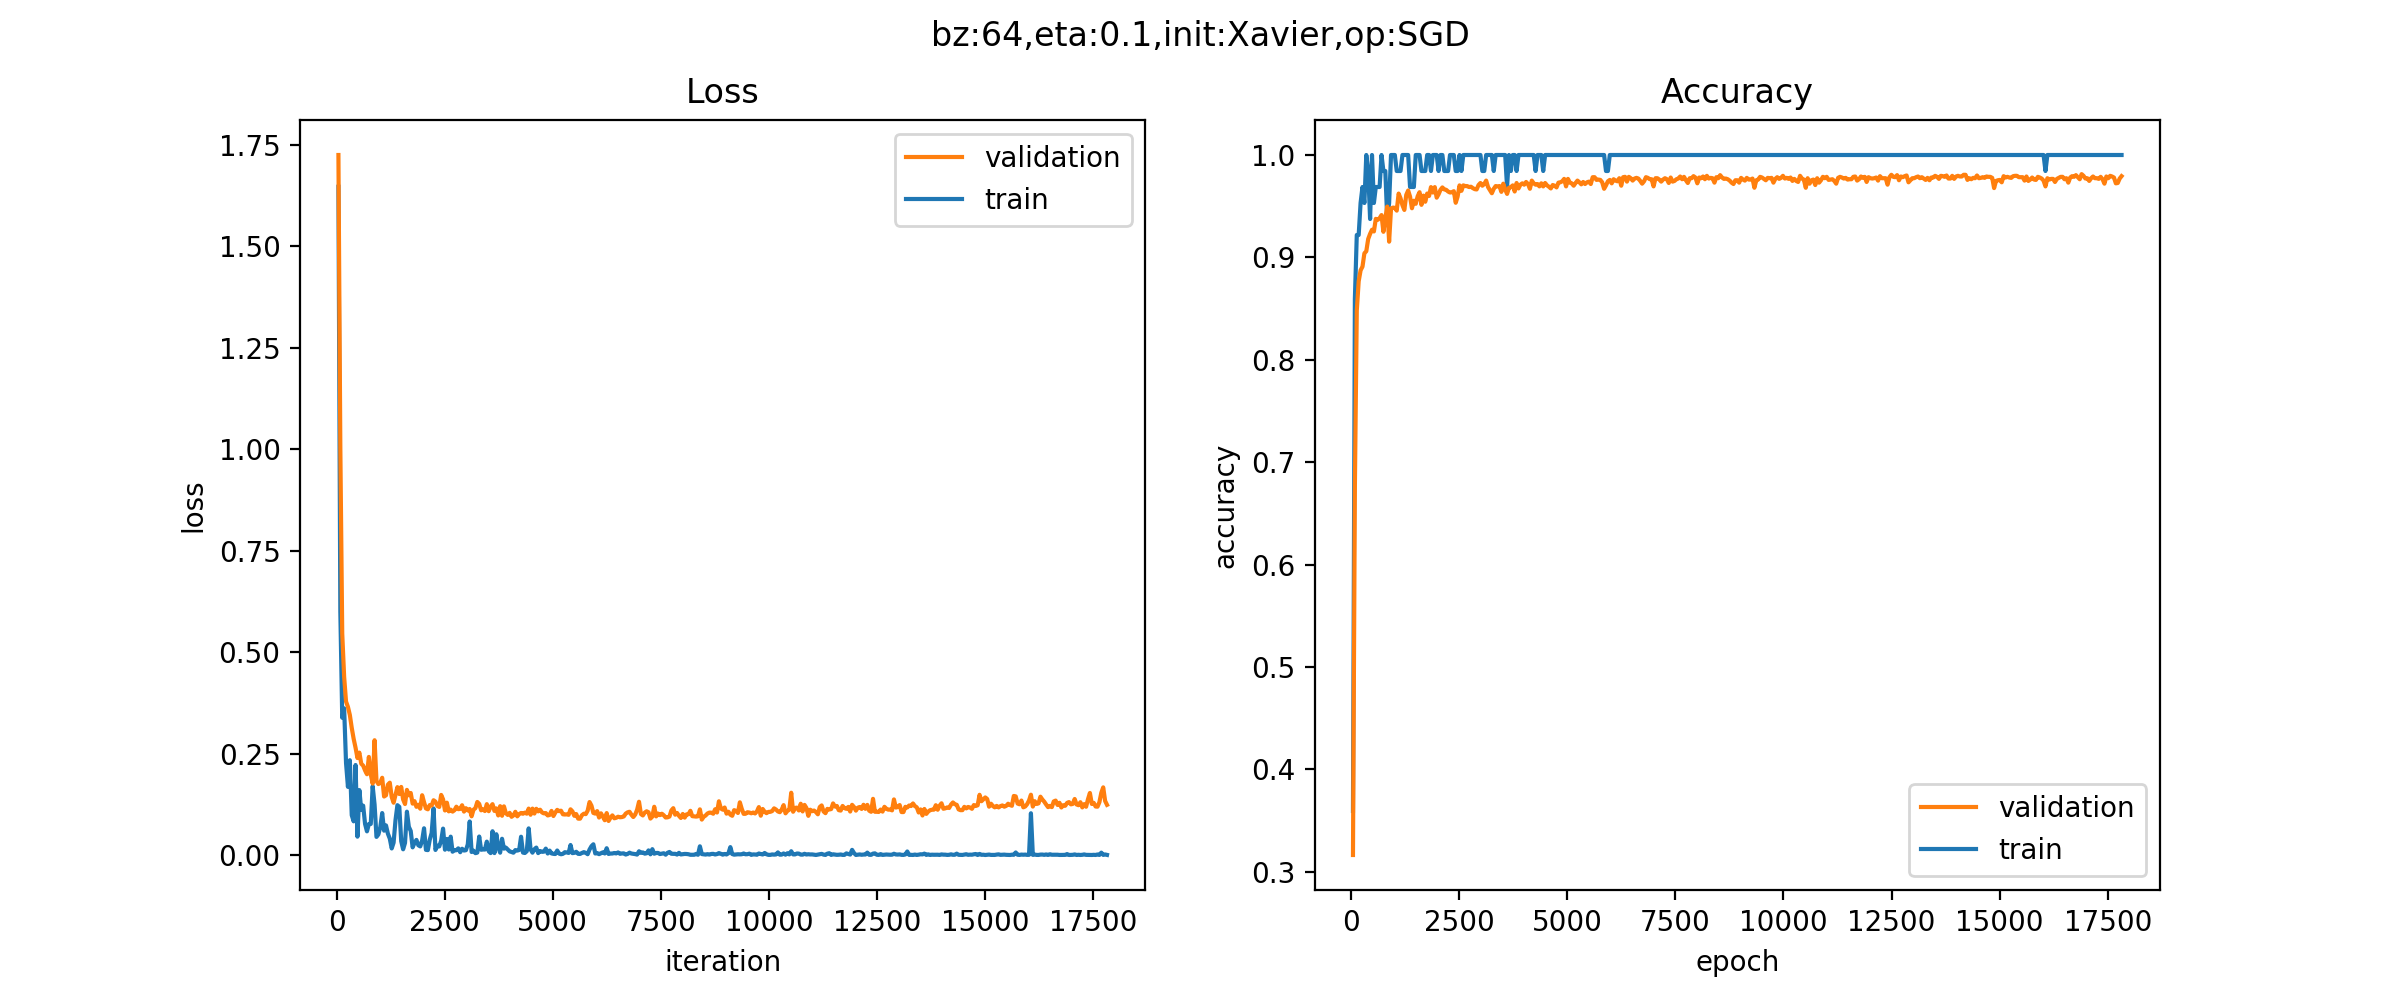 bz:64,eta:0.1,init:Xavier,op:SGD
Loss
1.75
1.50
1.25
1.00
0.75
0.50
0.25
0.00
loss
validation
train
0 2500 5000 7500 10000 12500 15000 17500
iteration
Accuracy
1.0
0.9
0.8
0.7
0.6
0.5
0.4
0.3
accuracy
validation
train
0 2500 5000 7500 10000 12500 15000 17500
epoch